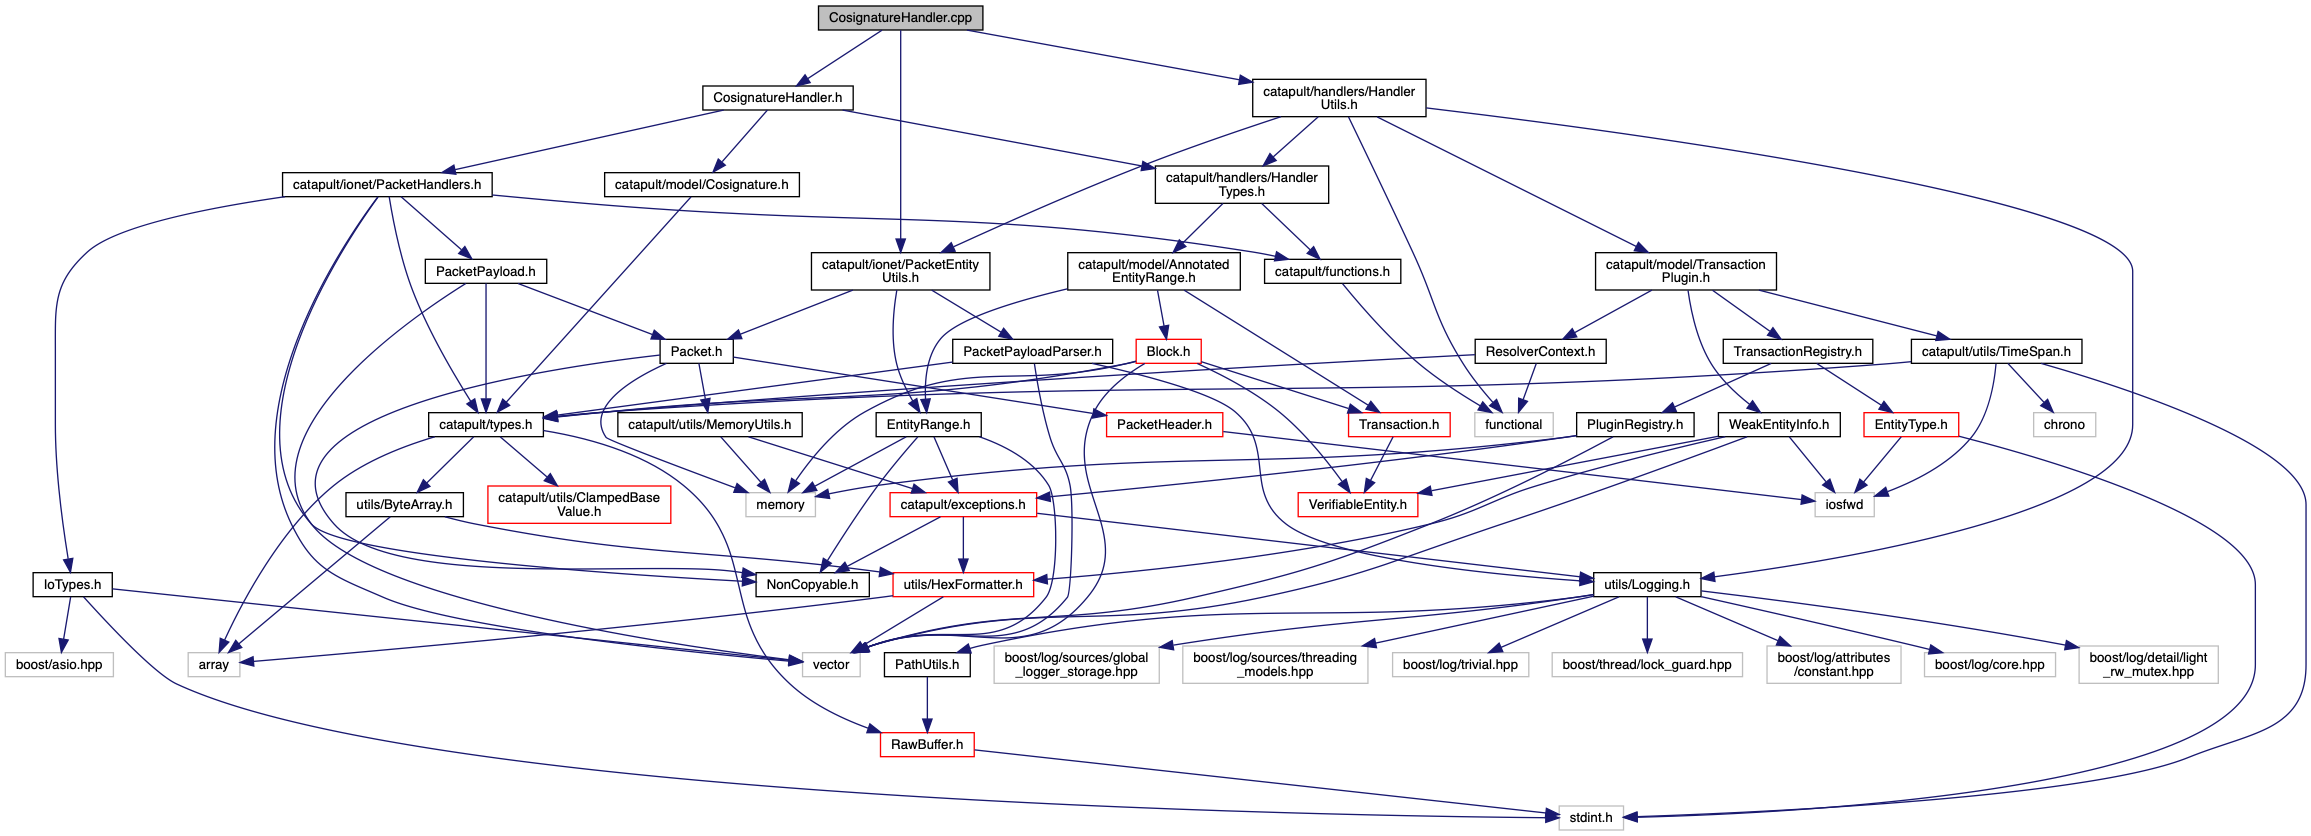 CosignatureHandler.cpp
CosignatureHandler.h
catapult/handlers/Handler
Utils.h
catapult/ionet/PacketHandlers.h
catapult/model/Cosignature.h
catapult/handlers/Handler
Types.h
PacketPayload.h
catapult/ionet/PacketEntity
Utils.h
catapult/model/Annotated
EntityRange.h
catapult/functions.h
catapult/model/Transaction
Plugin.h
Packet.h
PacketPayloadParser.h
Block.h
ResolverContext.h
TransactionRegistry.h
catapult/utils/TimeSpan.h
catapult/types.h
catapult/utils/MemoryUtils.h
EntityRange.h
PacketHeader.h
Transaction.h
functional
PluginRegistry.h
WeakEntityInfo.h
EntityType.h
chrono
utils/ByteArray.h
catapult/utils/ClampedBase
Value.h
memory
catapult/exceptions.h
VerifiableEntity.h
iosfwd
IoTypes.h
NonCopyable.h
utils/HexFormatter.h
utils/Logging.h
boost/asio.hpp
array
vector
PathUtils.h
boost/log/sources/global
_logger_storage.hpp
boost/log/sources/threading
_models.hpp
boost/log/trivial.hpp
boost/thread/lock_guard.hpp
boost/log/attributes
/constant.hpp
boost/log/core.hpp
boost/log/detail/light
_rw_mutex.hpp
RawBuffer.h
stdint.h